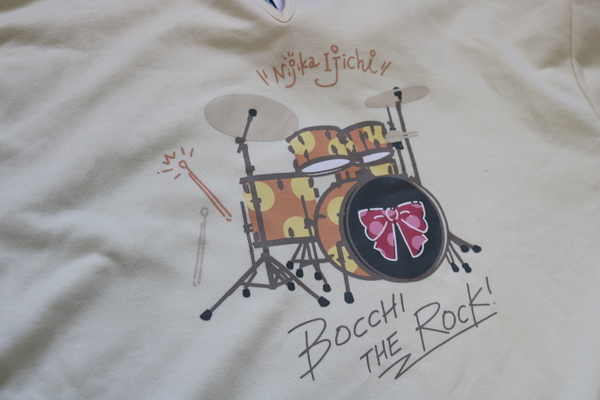 "Nijika Ijichi"
BOCCHI
THE ROCK!